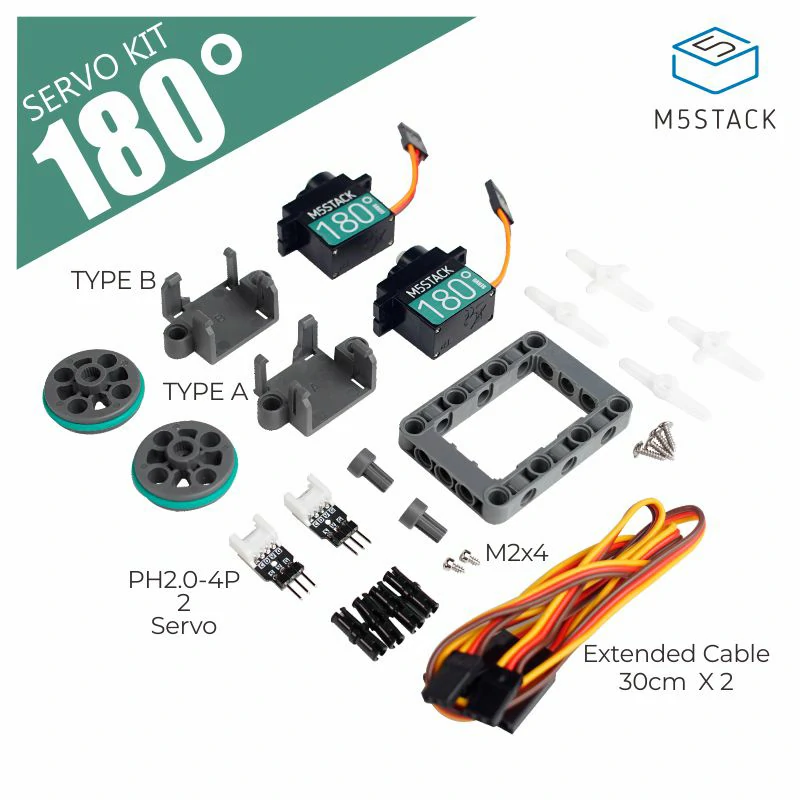 SERVO KIT
180°
M5STACK
M5STACK
180°
M5STACK
180°
TYPE B
TYPE A
M2x4
PH2.0-4P
2
Servo
Extended Cable
30cm X 2